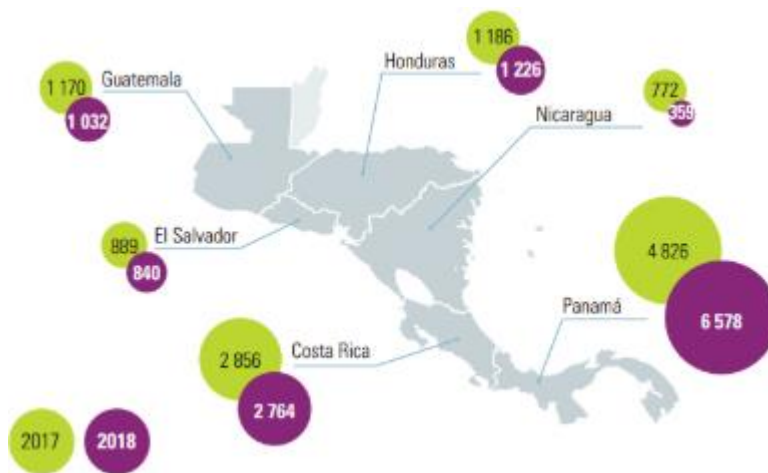 1 186
Honduras
1 226
1 170
Guatemala
1 032
772
359
Nicaragua
889
El Salvador
840
4 826
Panamá
6 578
2 856
Costa Rica
2 764
2017
2018